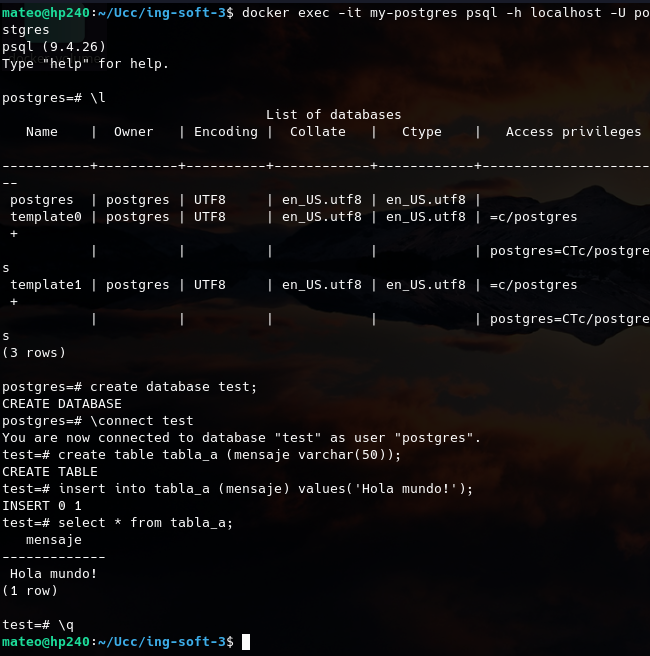 mateo@hp240:~/Ucc/ing-soft-3$ docker exec -it my-postgres psql -h localhost -U po
stgres
psql (9.4.26)
Type "help" for help.

postgres=# \l
                                 List of databases
   Name    |  Owner   | Encoding |  Collate   |   Ctype    |   Access privileges

-----------+----------+----------+------------+------------+---------------------
--
 postgres  | postgres | UTF8     | en_US.utf8 | en_US.utf8 |
 template0 | postgres | UTF8     | en_US.utf8 | en_US.utf8 | =c/postgres
 +
           |          |          |            |            | postgres=CTc/postgre
s
 template1 | postgres | UTF8     | en_US.utf8 | en_US.utf8 | =c/postgres
 +
           |          |          |            |            | postgres=CTc/postgre
s
(3 rows)

postgres=# create database test;
CREATE DATABASE
postgres=# \connect test
You are now connected to database "test" as user "postgres".
test=# create table tabla_a (mensaje varchar(50));
CREATE TABLE
test=# insert into tabla_a (mensaje) values('Hola mundo!');
INSERT 0 1
test=# select * from tabla_a;
   mensaje
-------------
 Hola mundo!
(1 row)

test=# \q
mateo@hp240:~/Ucc/ing-soft-3$